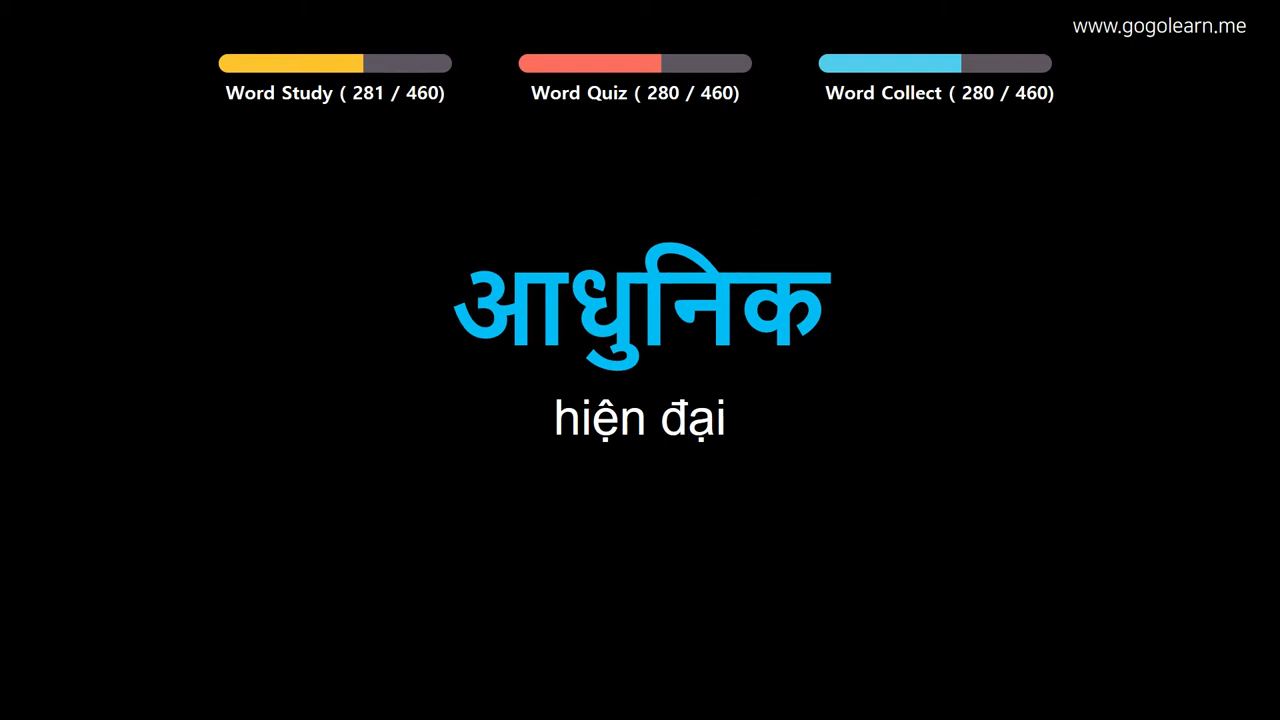 www.gogolearn.me
Word Study ( 281 / 460)
Word Quiz ( 280 / 460)
Word Collect ( 280 / 460)
आधुनिक
hiện đại